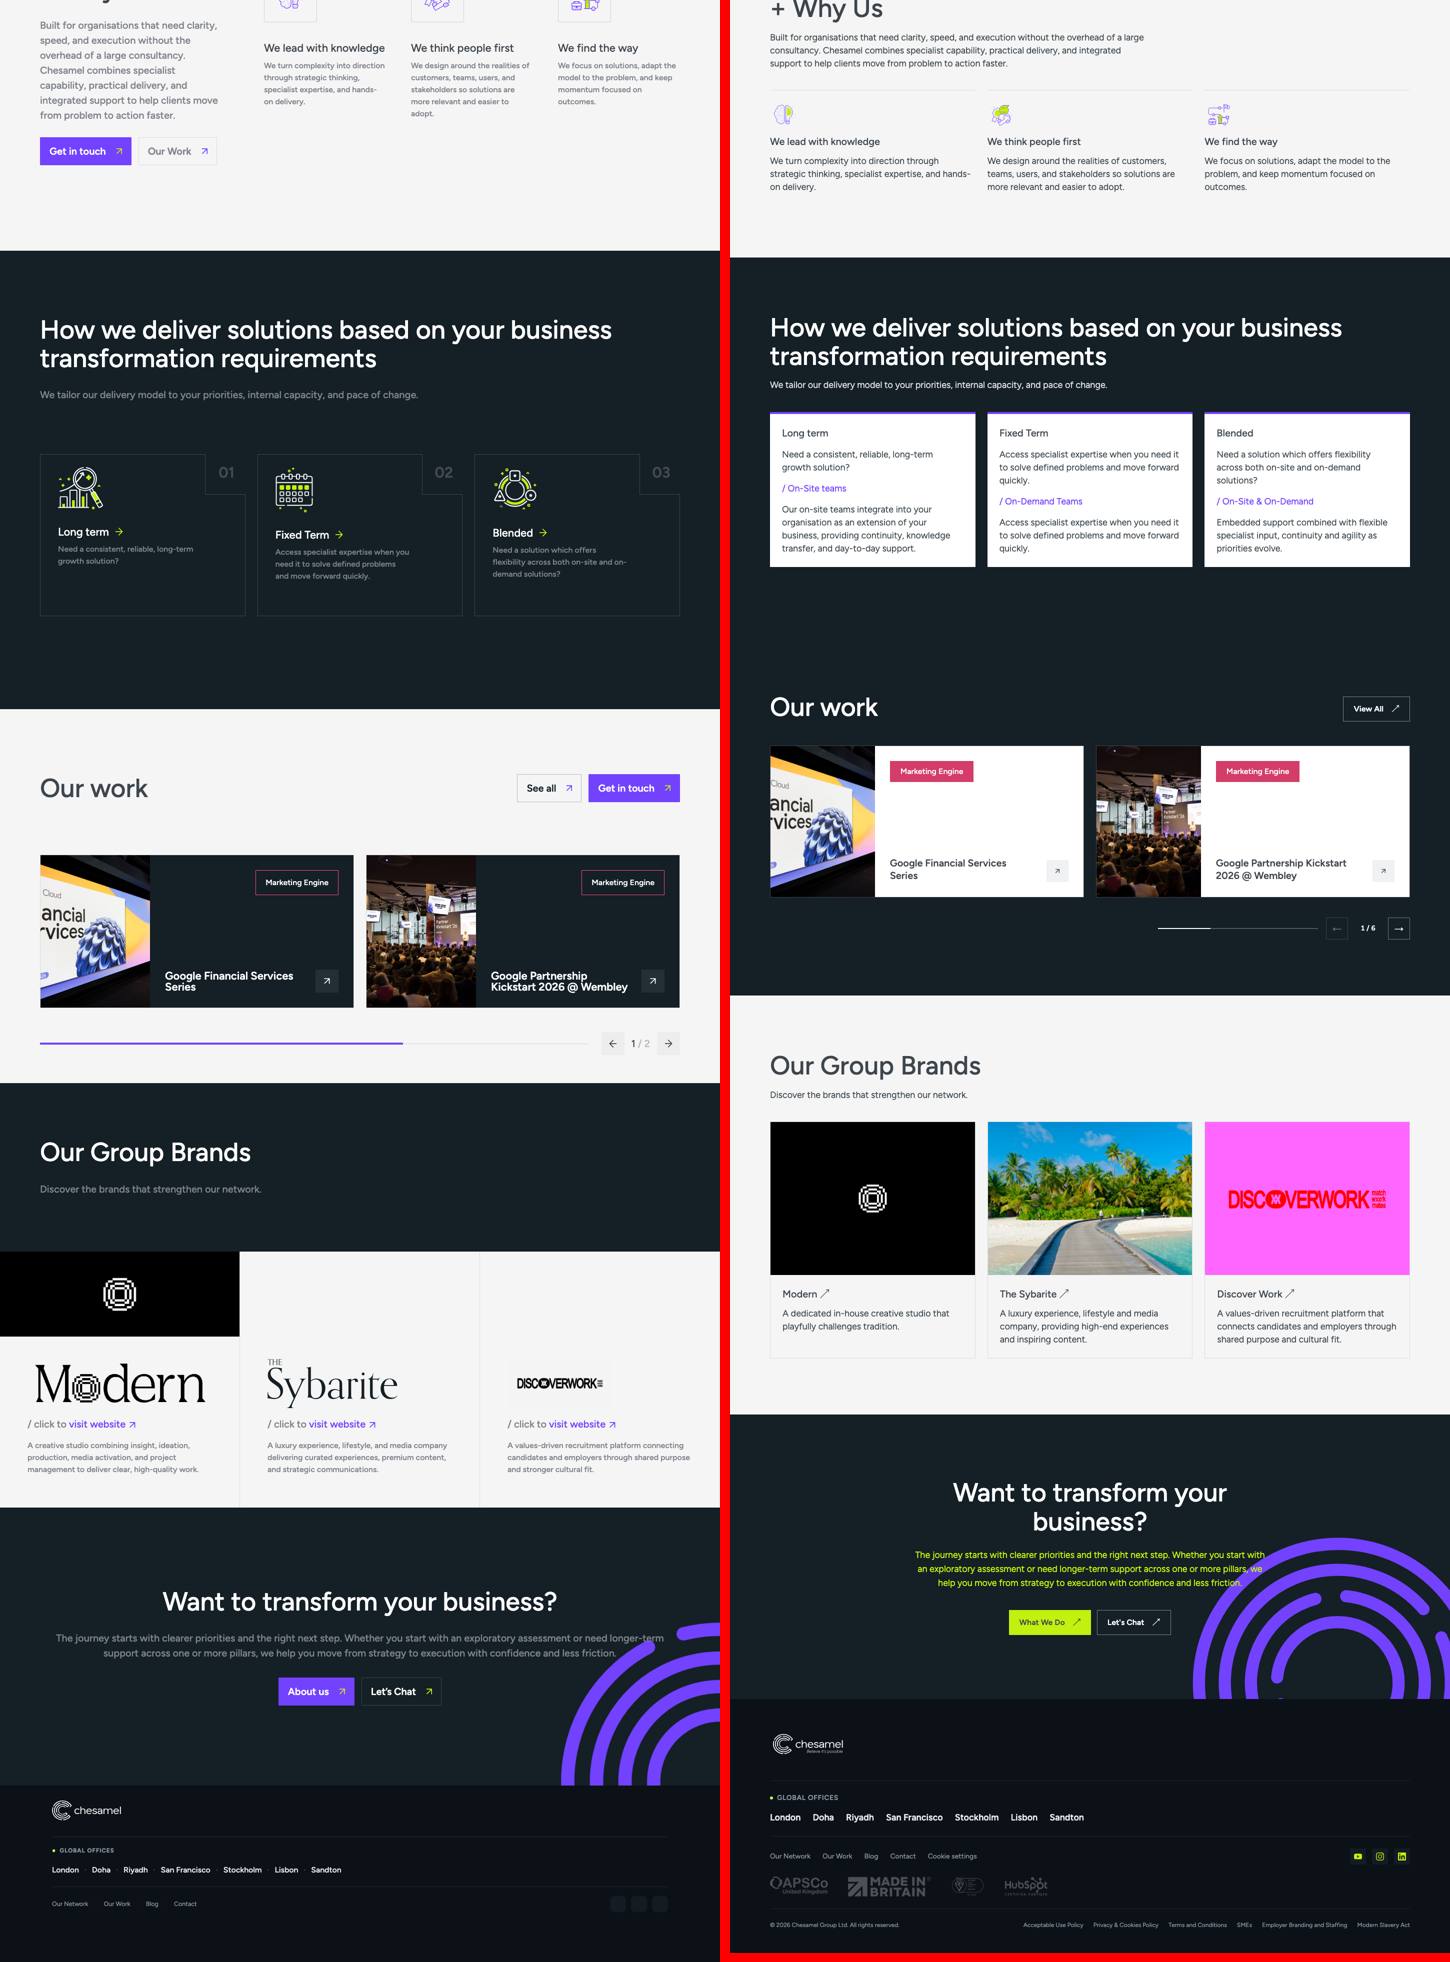 Built for organisations that need clarity,
speed, and execution without the
overhead of a large consultancy.
Chesamel combines specialist
capability, practical delivery, and
integrated support to help clients move
from problem to action faster.
Get in touch
Our Work
We lead with knowledge
We turn complexity into direction
through strategic thinking,
specialist expertise, and hands-
on delivery.
We think people first
We design around the realities of
customers, teams, users, and
stakeholders so solutions are
more relevant and easier to
adopt.
We find the way
We focus on solutions, adapt the
model to the problem, and keep
momentum focused on
outcomes.
How we deliver solutions based on your business
transformation requirements
We tailor our delivery model to your priorities, internal capacity, and pace of change.
01
Long term
Need a consistent, reliable, long-term
growth solution?
02
Fixed Term
Access specialist expertise when you
need it to solve defined problems
and move forward quickly.
03
Blended
Need a solution which offers
flexibility across both on-site and on-
demand solutions?
Our work
See all
Get in touch
Cloud
ancial
rvices
Marketing Engine
Google Financial Services
Series
Marketing Engine
Google Partnership
Kickstart 2026 @ Wembley
1 / 2
Our Group Brands
Discover the brands that strengthen our network.
Modern
/ click to visit website
A creative studio combining insight, ideation,
production, media activation, and project
management to deliver clear, high-quality work.
THE
Sybarite
/ click to visit website
A luxury experience, lifestyle, and media company
delivering curated experiences, premium content,
and strategic communications.
DISCOVERWORK
/ click to visit website
A values-driven recruitment platform connecting
candidates and employers through shared purpose
and stronger cultural fit.
Want to transform your business?
The journey starts with clearer priorities and the right next step. Whether you start with an exploratory assessment or need longer-term
support across one or more pillars, we help you move from strategy to execution with confidence and less friction.
About us
Let's Chat
chesamel
GLOBAL OFFICES
London · Doha · Riyadh · San Francisco · Stockholm · Lisbon · Sandton
Our Network Our Work Blog Contact
+ Why Us
Built for organisations that need clarity, speed, and execution without the overhead of a large
consultancy. Chesamel combines specialist capability, practical delivery, and integrated
support to help clients move from problem to action faster.
We lead with knowledge
We turn complexity into direction through
strategic thinking, specialist expertise, and hands-
on delivery.
We think people first
We design around the realities of customers,
teams, users, and stakeholders so solutions are
more relevant and easier to adopt.
We find the way
We focus on solutions, adapt the model to the
problem, and keep momentum focused on
outcomes.
How we deliver solutions based on your business
transformation requirements
We tailor our delivery model to your priorities, internal capacity, and pace of change.
Long term
Need a consistent, reliable, long-term
growth solution?
/ On-Site teams
Our on-site teams integrate into your
organisation as an extension of your
business, providing continuity, knowledge
transfer, and day-to-day support.
Fixed Term
Access specialist expertise when you need it
to solve defined problems and move forward
quickly.
/ On-Demand Teams
Access specialist expertise when you need it
to solve defined problems and move forward
quickly.
Blended
Need a solution which offers flexibility
across both on-site and on-demand
solutions?
/ On-Site & On-Demand
Embedded support combined with flexible
specialist input, continuity and agility as
priorities evolve.
Our work
View All
Cloud
ncial
vices
Marketing Engine
Google Financial Services
Series
Marketing Engine
Google Partnership Kickstart
2026 @ Wembley
1 / 6
Our Group Brands
Discover the brands that strengthen our network.
Modern
A dedicated in-house creative studio that
playfully challenges tradition.
The Sybarite
A luxury experience, lifestyle and media
company, providing high-end experiences
and inspiring content.
DISCOVERWORK
match
work
mates
Discover Work
A values-driven recruitment platform that
connects candidates and employers through
shared purpose and cultural fit.
Want to transform your
business?
The journey starts with clearer priorities and the right next step. Whether you start with
an exploratory assessment or need longer-term support across one or more pillars, we
help you move from strategy to execution with confidence and less friction.
What We Do
Let's Chat
chesamel
Believe it's possible
GLOBAL OFFICES
London Doha Riyadh San Francisco Stockholm Lisbon Sandton
Our Network Our Work Blog Contact Cookie settings
APSCo
United Kingdom
MADE IN
BRITAIN
HubSpot
© 2026 Chesamel Group Ltd. All rights reserved.
Acceptable Use Policy Privacy & Cookies Policy Terms and Conditions SMEs Employer Branding and Staffing Modern Slavery Act